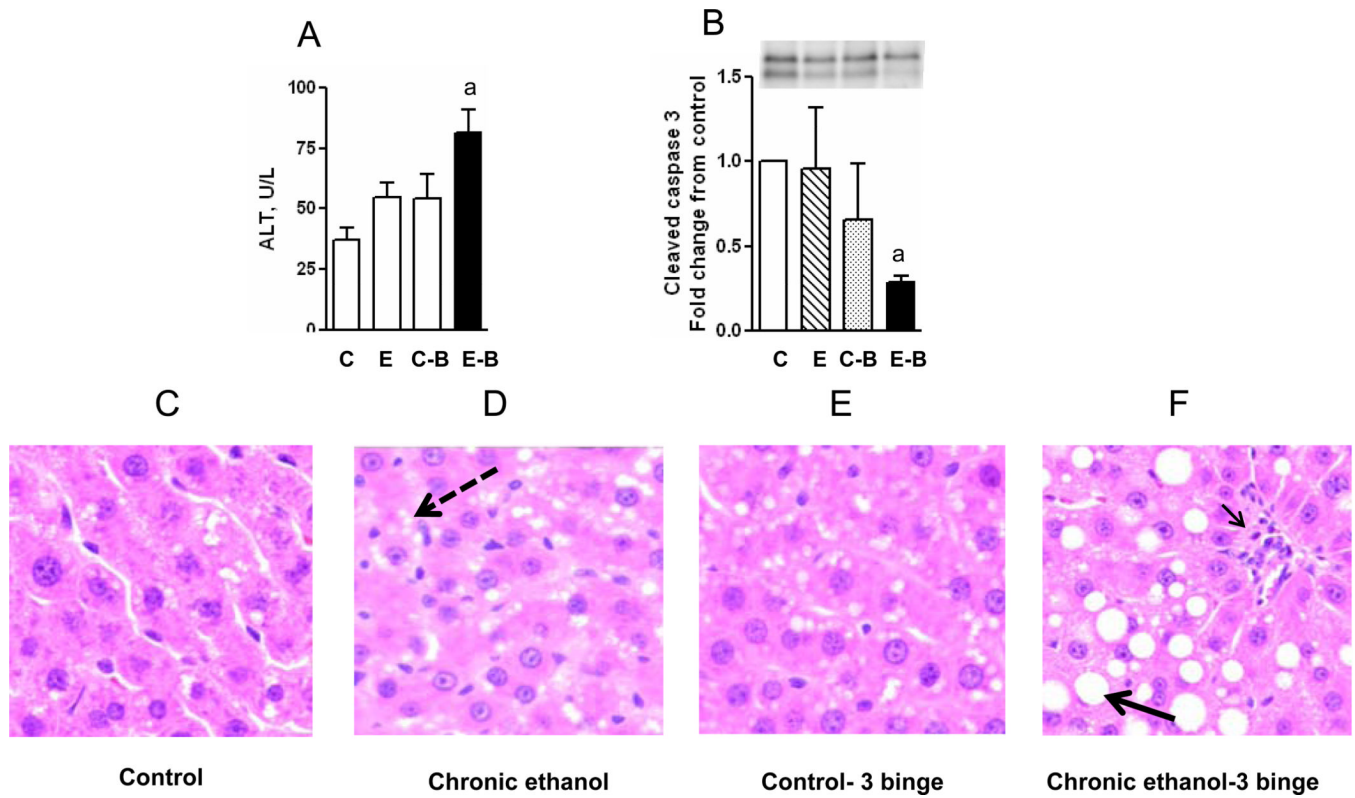 A
ALT, U/L
100
75
50
25
0
a
C E C-B E-B
B
Cleaved caspase 3
Fold change from control
1.5
1.0
0.5
0.0
a
C E C-B E-B
C
D
E
F
Control
Chronic ethanol
Control- 3 binge
Chronic ethanol-3 binge